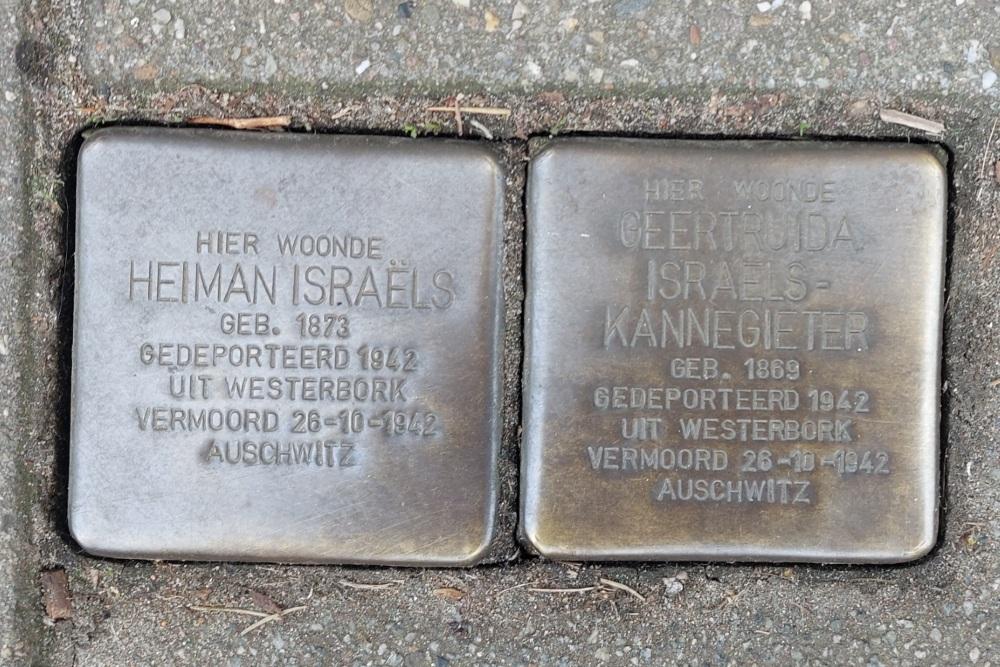 HIER WOONDE
HEIMAN ISRAËLS
GEB. 1873
GEDEPORTEERD 1942
UIT WESTERBORK
VERMOORD 26-10-1942
AUSCHWITZ
HIER WOONDE
GEERTRUIDA
ISRAËLS-
KANNEGIETER
GEB. 1869
GEDEPORTEERD 1942
UIT WESTERBORK
VERMOORD 26-10-1942
AUSCHWITZ